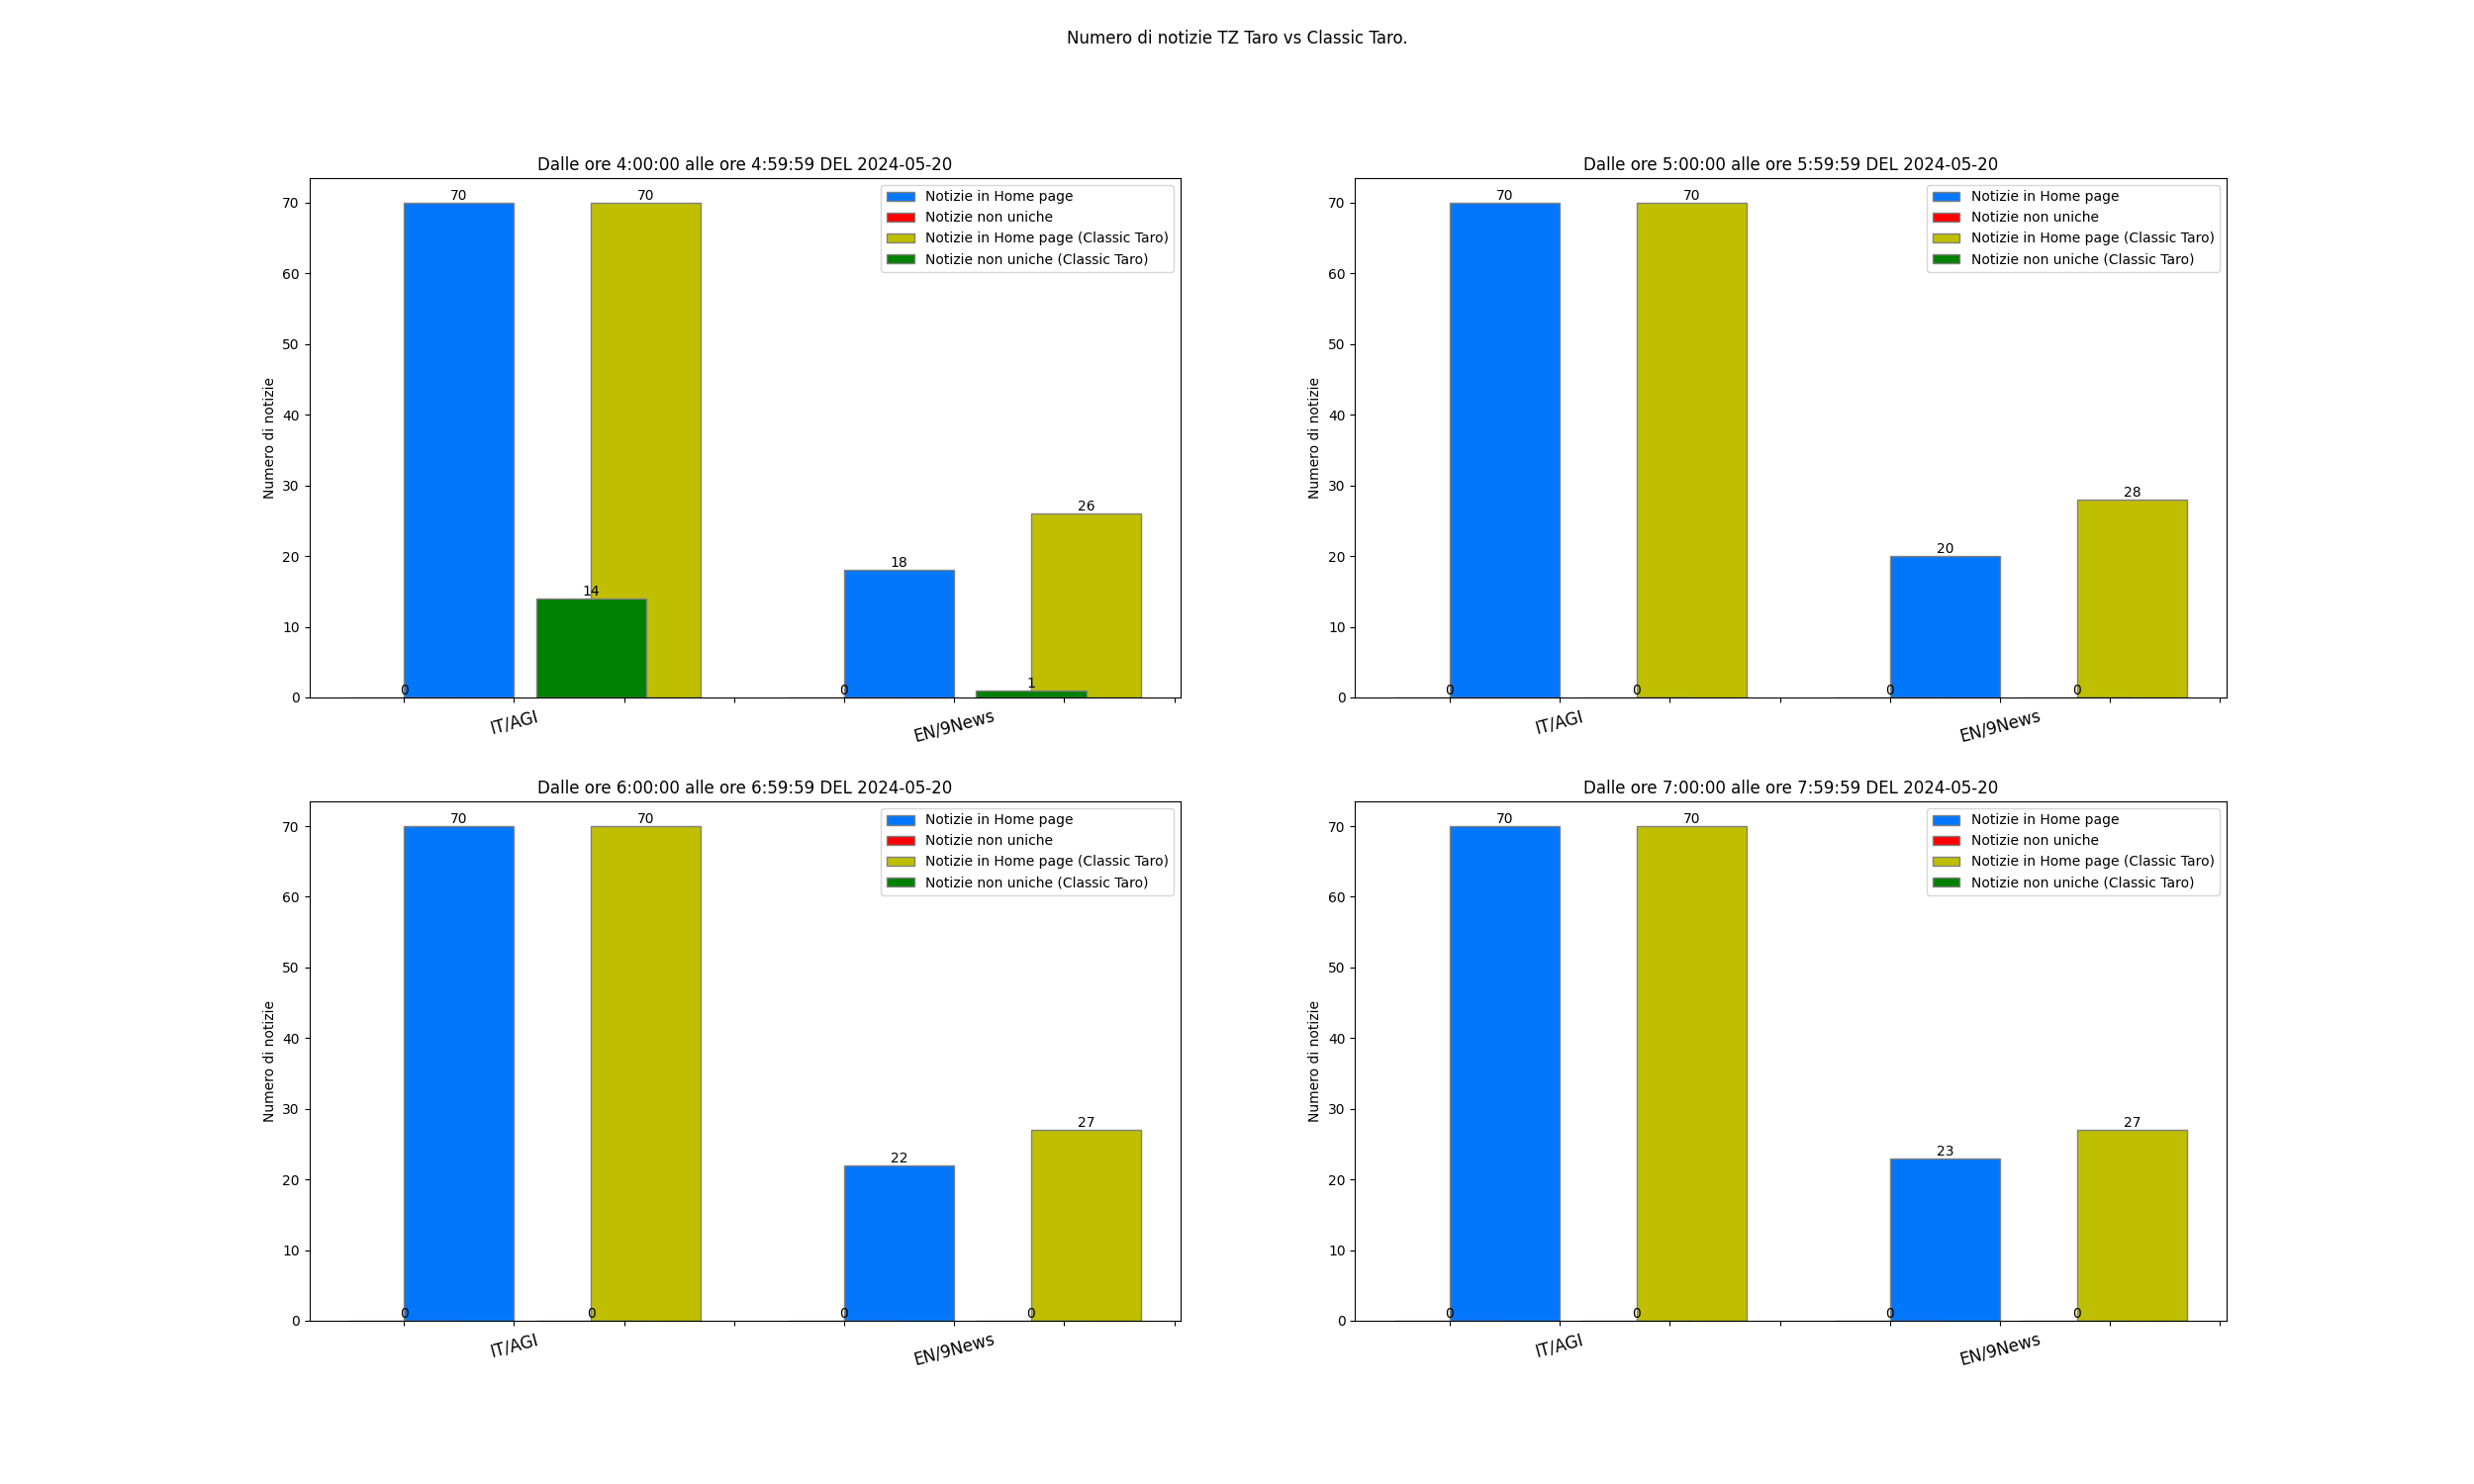 Numero di notizie TZ Taro vs Classic Taro.
Dalle ore 4:00:00 alle ore 4:59:59 DEL 2024-05-20
Numero di notizie
70
60
50
40
30
20
10
0
70
70
14
0
18
26
0
1
Notizie in Home page
Notizie non uniche
Notizie in Home page (Classic Taro)
Notizie non uniche (Classic Taro)
IT/AGI
EN/9News
Dalle ore 5:00:00 alle ore 5:59:59 DEL 2024-05-20
Numero di notizie
70
60
50
40
30
20
10
0
70
70
0
0
20
28
0
0
Notizie in Home page
Notizie non uniche
Notizie in Home page (Classic Taro)
Notizie non uniche (Classic Taro)
IT/AGI
EN/9News
Dalle ore 6:00:00 alle ore 6:59:59 DEL 2024-05-20
Numero di notizie
70
60
50
40
30
20
10
0
70
70
0
0
22
27
0
0
Notizie in Home page
Notizie non uniche
Notizie in Home page (Classic Taro)
Notizie non uniche (Classic Taro)
IT/AGI
EN/9News
Dalle ore 7:00:00 alle ore 7:59:59 DEL 2024-05-20
Numero di notizie
70
60
50
40
30
20
10
0
70
70
0
0
23
27
0
0
Notizie in Home page
Notizie non uniche
Notizie in Home page (Classic Taro)
Notizie non uniche (Classic Taro)
IT/AGI
EN/9News